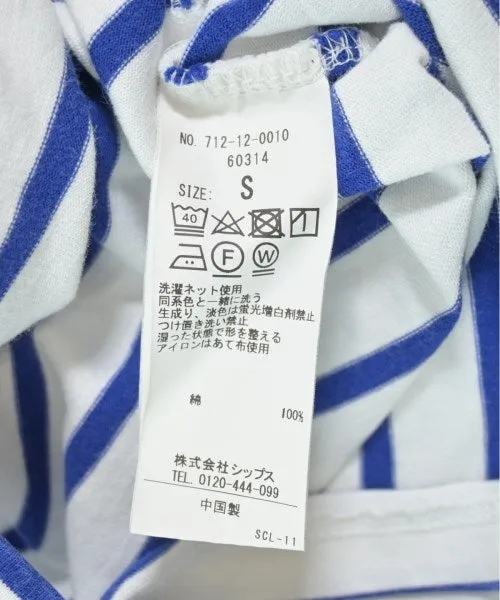 NO. 712-12-0010
60314
SIZE: S
40
F W
洗濯ネット使用
同系色と一緒に洗う
生成り、淡色は蛍光増白剤禁止
つけ置き洗い禁止
湿った状態で形を整える
アイロンはあて布使用
綿 100%
株式会社シップス
TEL. 0120-444-099
中国製
SCL-11